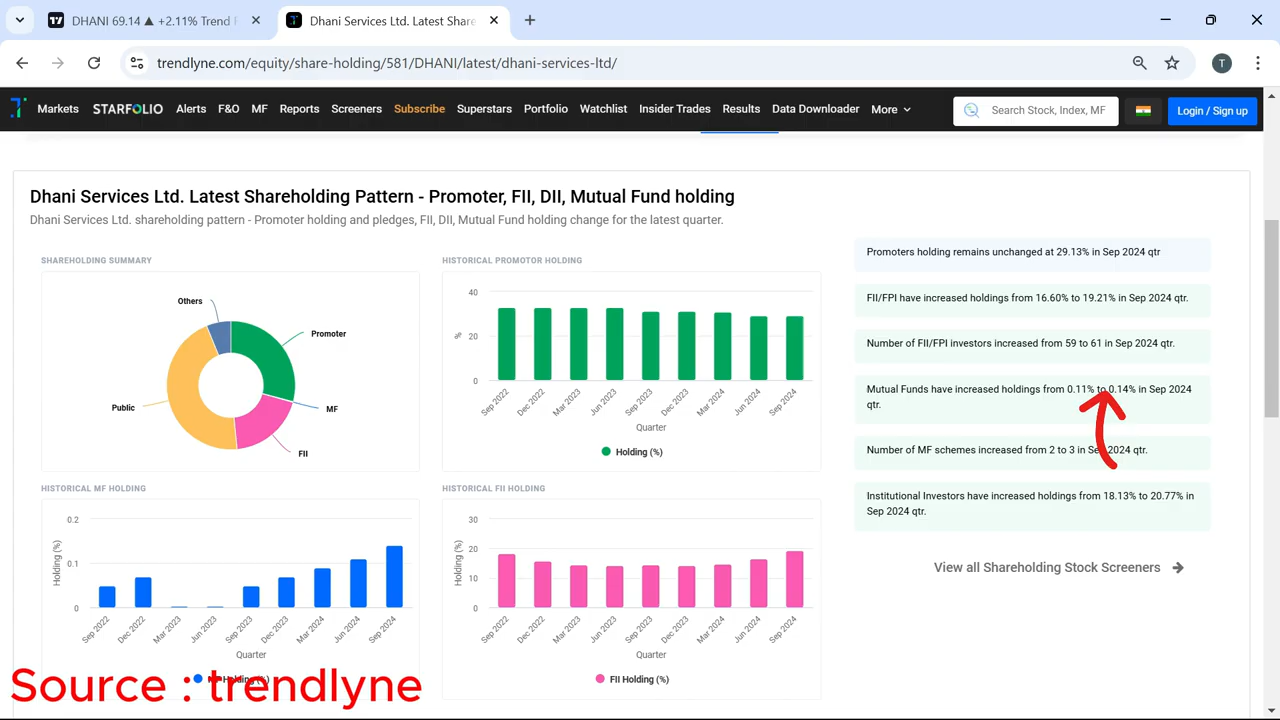 DHANI 69.14 ▲ +2.11% Trend
Dhani Services Ltd. Latest Share
trendlyne.com/equity/share-holding/581/DHANI/latest/dhani-services-ltd/
T
Markets STARFOLIO Alerts F&O MF Reports Screeners Subscribe Superstars Portfolio Watchlist Insider Trades Results Data Downloader More Search Stock, Index, MF Login / Sign up
Dhani Services Ltd. Latest Shareholding Pattern - Promoter, FII, DII, Mutual Fund holding
Dhani Services Ltd. shareholding pattern - Promoter holding and pledges, FII, DII, Mutual Fund holding change for the latest quarter.
SHAREHOLDING SUMMARY
Others
Promoter
Public
MF
FII
HISTORICAL PROMOTOR HOLDING
40
%
20
0
Sep 2022 Dec 2022 Mar 2023 Jun 2023 Sep 2023 Dec 2023 Mar 2024 Jun 2024 Sep 2024
Quarter
Holding (%)
Promoters holding remains unchanged at 29.13% in Sep 2024 qtr
FII/FPI have increased holdings from 16.60% to 19.21% in Sep 2024 qtr.
Number of FII/FPI investors increased from 59 to 61 in Sep 2024 qtr.
Mutual Funds have increased holdings from 0.11% to 0.14% in Sep 2024
qtr.
Number of MF schemes increased from 2 to 3 in Sep 2024 qtr.
Institutional Investors have increased holdings from 18.13% to 20.77% in
Sep 2024 qtr.
View all Shareholding Stock Screeners
HISTORICAL MF HOLDING
0.2
Holding (%)
0.1
0
Sep 2022 Dec 2022 Mar 2023 Jun 2023 Sep 2023 Dec 2023 Mar 2024 Jun 2024 Sep 2024
Quarter
MF Holding (%)
HISTORICAL FII HOLDING
30
Holding (%)
20
10
0
Sep 2022 Dec 2022 Mar 2023 Jun 2023 Sep 2023 Dec 2023 Mar 2024 Jun 2024 Sep 2024
Quarter
FII Holding (%)
Source : trendlyne